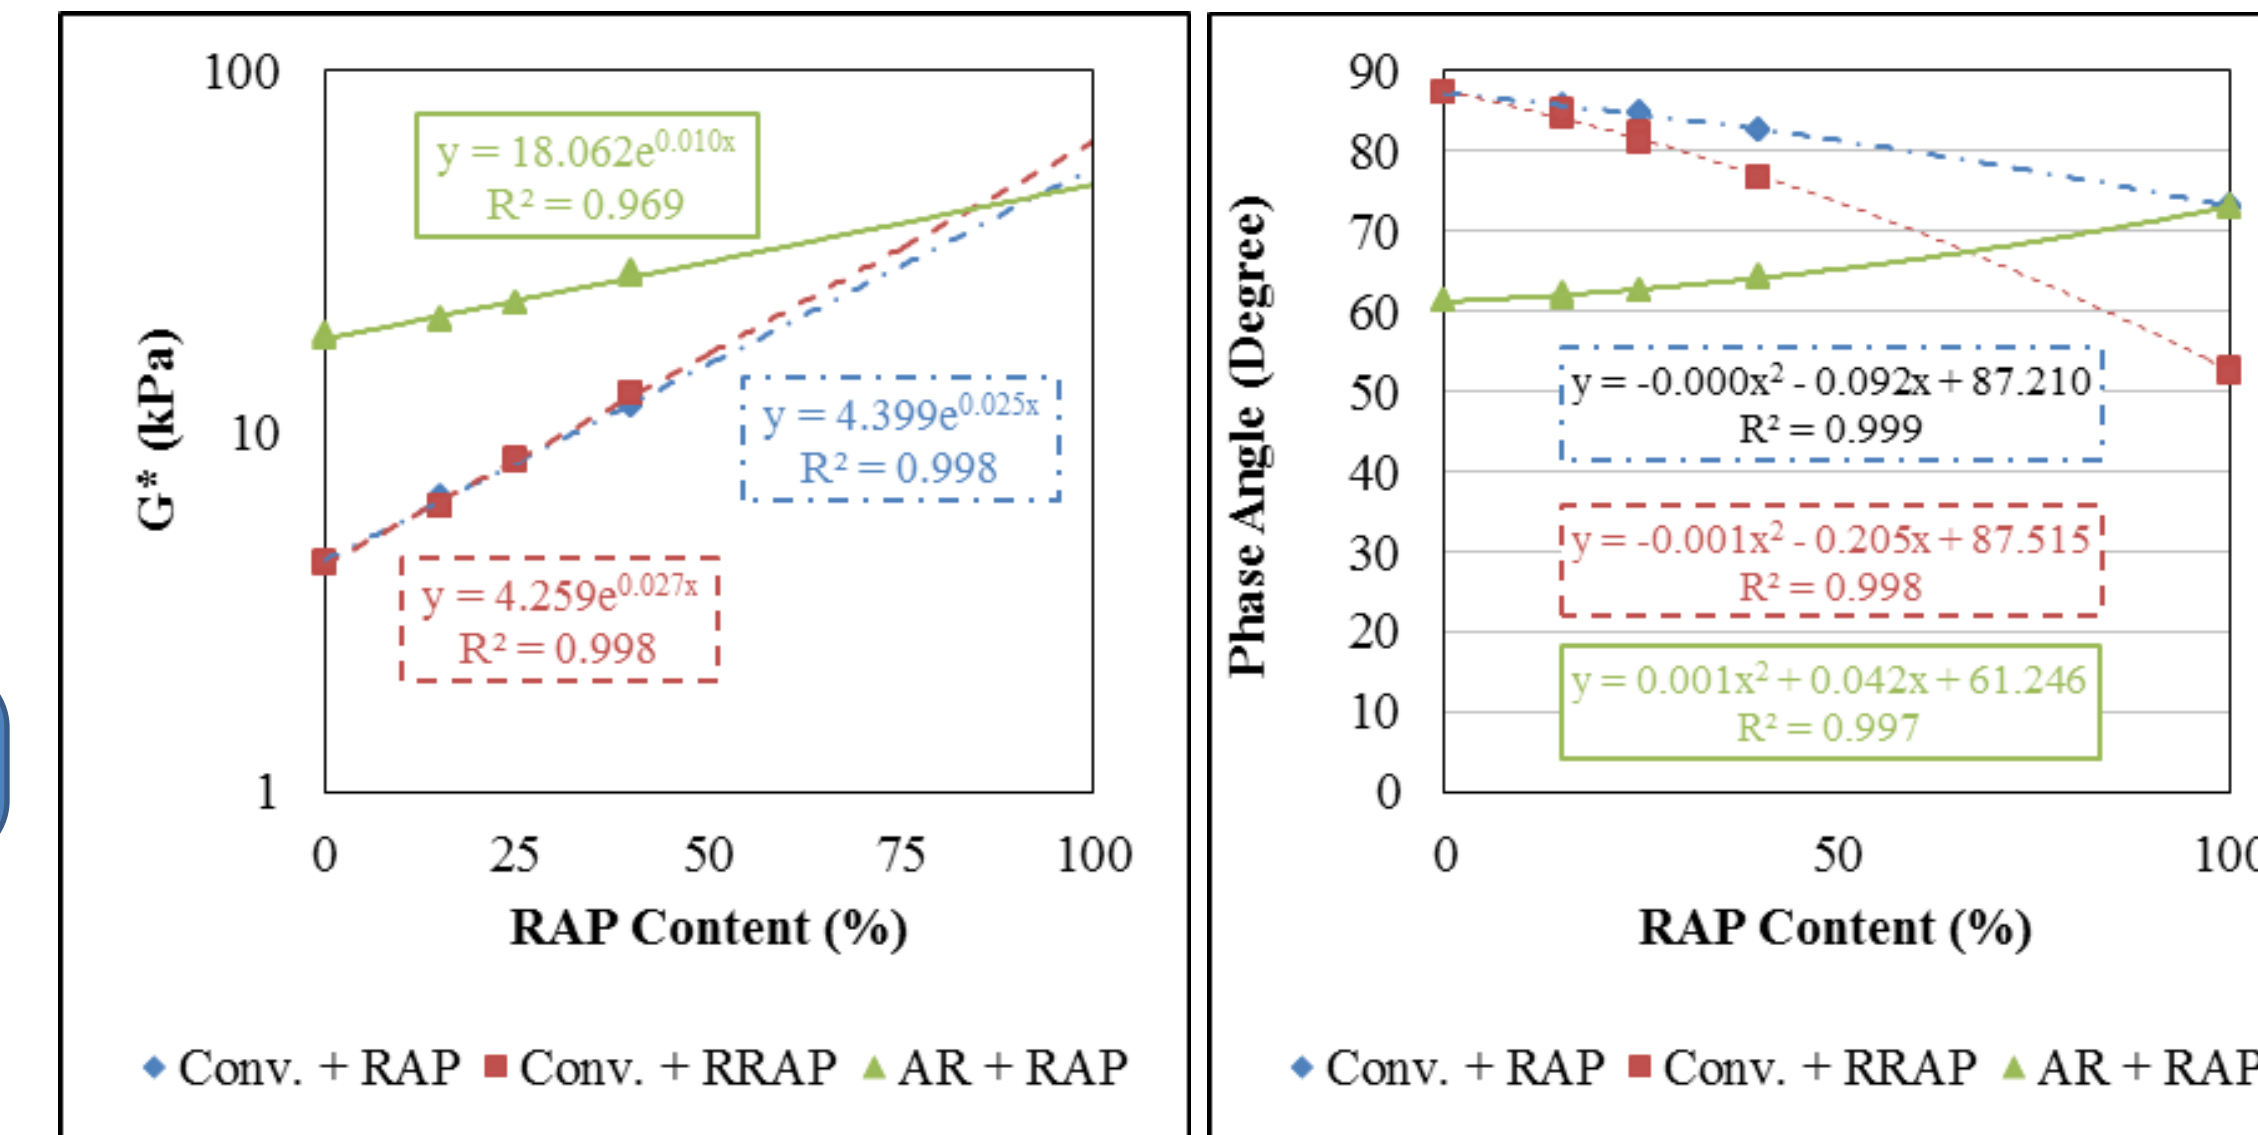 100
10
1
G* (kPa)
y = 18.062e^0.010x
R² = 0.969
y = 4.399e^0.025x
R² = 0.998
y = 4.259e^0.027x
R² = 0.998
0 25 50 75 100
RAP Content (%)
Conv. + RAP Conv. + RRAP AR + RAP
90
80
70
60
50
40
30
20
10
0
Phase Angle (Degree)
y = -0.000x² - 0.092x + 87.210
R² = 0.999
y = -0.001x² - 0.205x + 87.515
R² = 0.998
y = 0.001x² + 0.042x + 61.246
R² = 0.997
0 50 100
RAP Content (%)
Conv. + RAP Conv. + RRAP AR + RAP